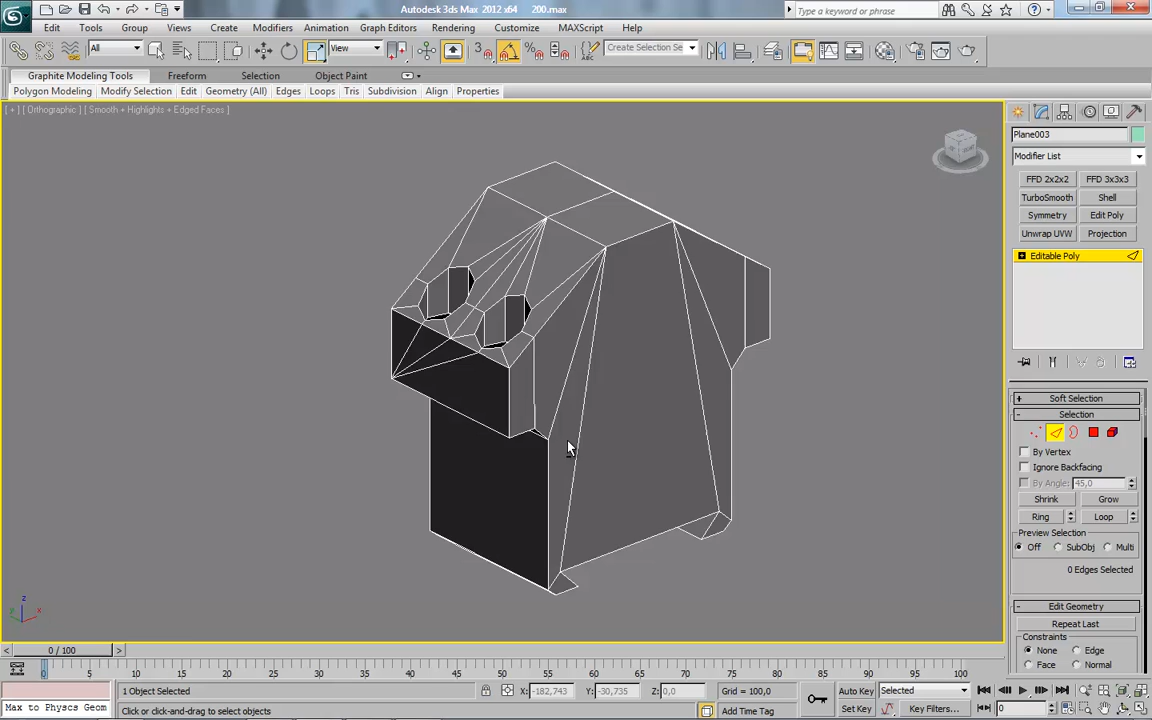 Autodesk 3ds Max 2012 x64    200.max
Type a keyword or phrase
Edit Tools Group Views Create Modifiers Animation Graph Editors Rendering Customize MAXScript Help
All View 3 Create Selection Se
Graphite Modeling Tools Freeform Selection Object Paint
Polygon Modeling Modify Selection Edit Geometry (All) Edges Loops Tris Subdivision Align Properties
[ + ] [ Orthographic ] [ Smooth + Highlights + Edged Faces ]
Plane003
Modifier List
FFD 2x2x2 FFD 3x3x3
TurboSmooth Shell
Symmetry Edit Poly
Unwrap UVW Projection
Editable Poly
+ Soft Selection
- Selection
By Vertex
Ignore Backfacing
By Angle: 45,0
Shrink Grow
Ring Loop
Preview Selection
Off SubObj Multi
0 Edges Selected
- Edit Geometry
Repeat Last
Constraints
None Edge
Face Normal
z
y x
< 0 / 100 >
0 5 10 15 20 25 30 35 40 45 50 55 60 65 70 75 80 85 90 95 100
1 Object Selected X: -182,743 Y: -30,735 Z: 0,0 Grid = 100,0 Auto Key Selected
Max to Physcs Geom Click or click-and-drag to select objects Add Time Tag Set Key Key Filters... 0